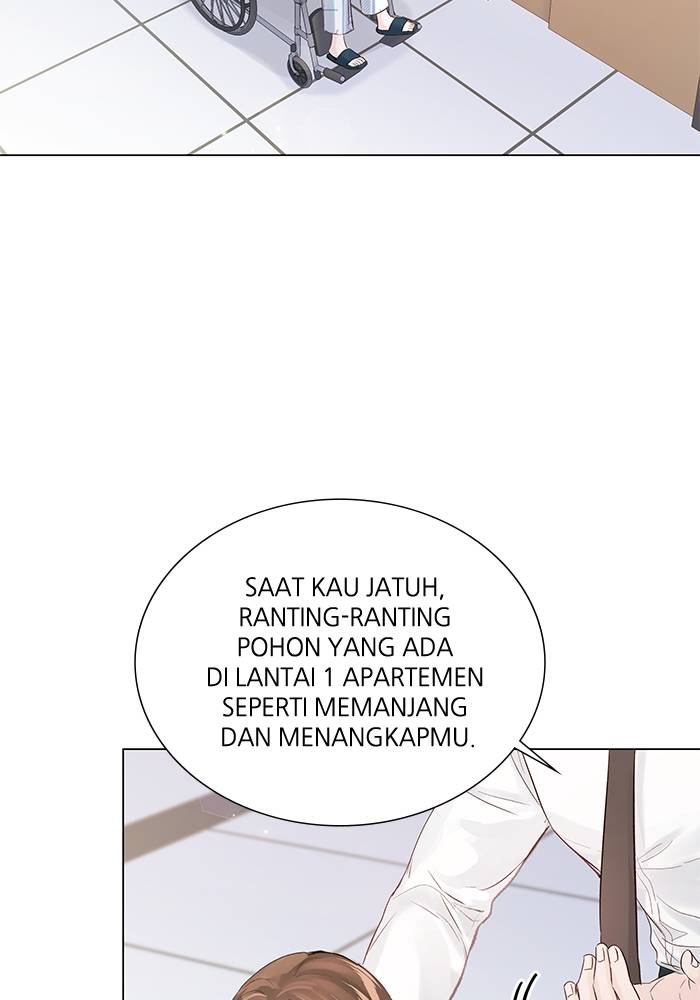 SAAT KAU JATUH,
RANTING-RANTING
POHON YANG ADA
DI LANTAI 1 APARTEMEN
SEPERTI MEMANJANG
DAN MENANGKAPMU.